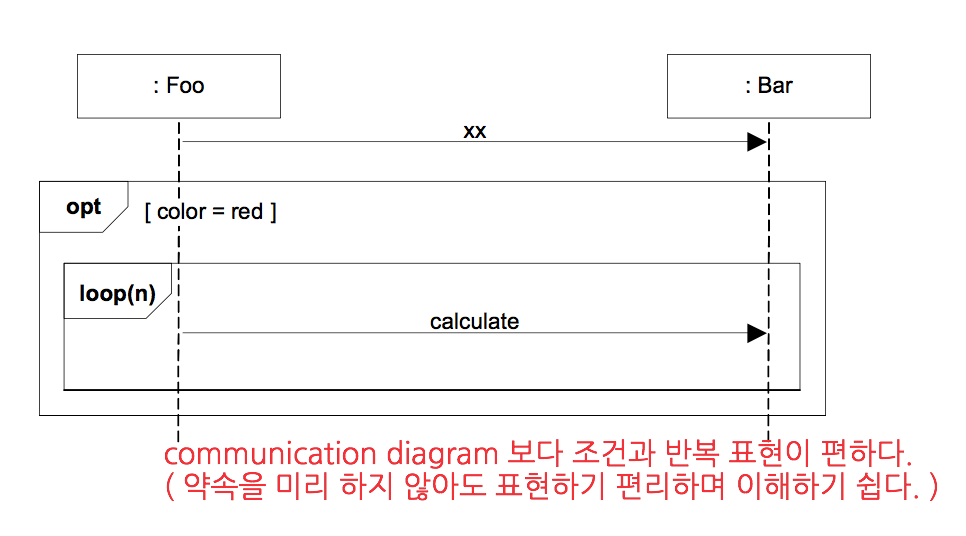 : Foo
: Bar
xx
opt
[ color = red ]
loop(n)
calculate
communication diagram 보다 조건과 반복 표현이 편하다.
( 약속을 미리 하지 않아도 표현하기 편리하며 이해하기 쉽다. )